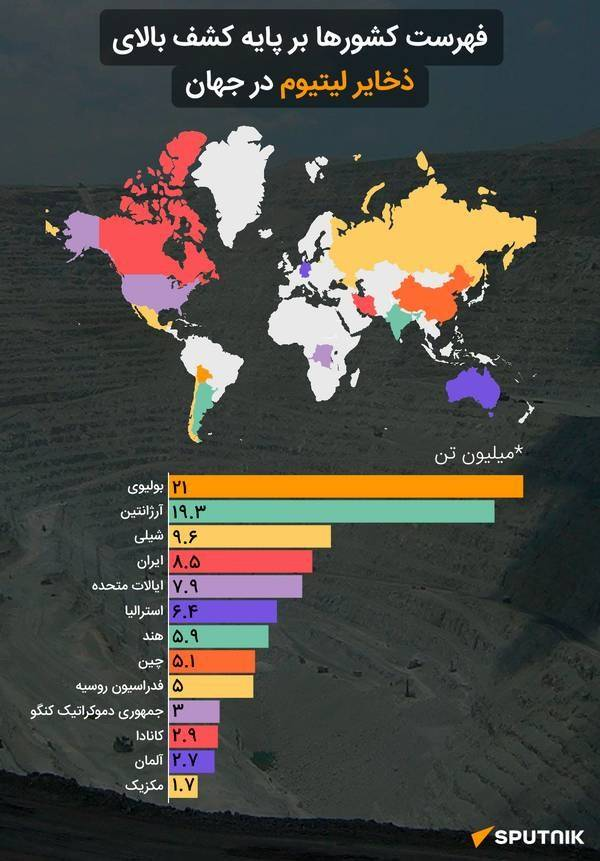 فهرست کشورها بر پایه کشف بالای
ذخایر لیتیوم در جهان
*میلیون تن
بولیوی ۲۱
آرژانتین ۱۹.۳
شیلی ۹.۶
ایران ۸.۵
ایالات متحده ۷.۹
استرالیا ۶.۴
هند ۵.۹
چین ۵.۱
فدراسیون روسیه ۵
جمهوری دموکراتیک کنگو ۳
کانادا ۲.۹
آلمان ۲.۷
مکزیک ۱.۷
SPUTNIK